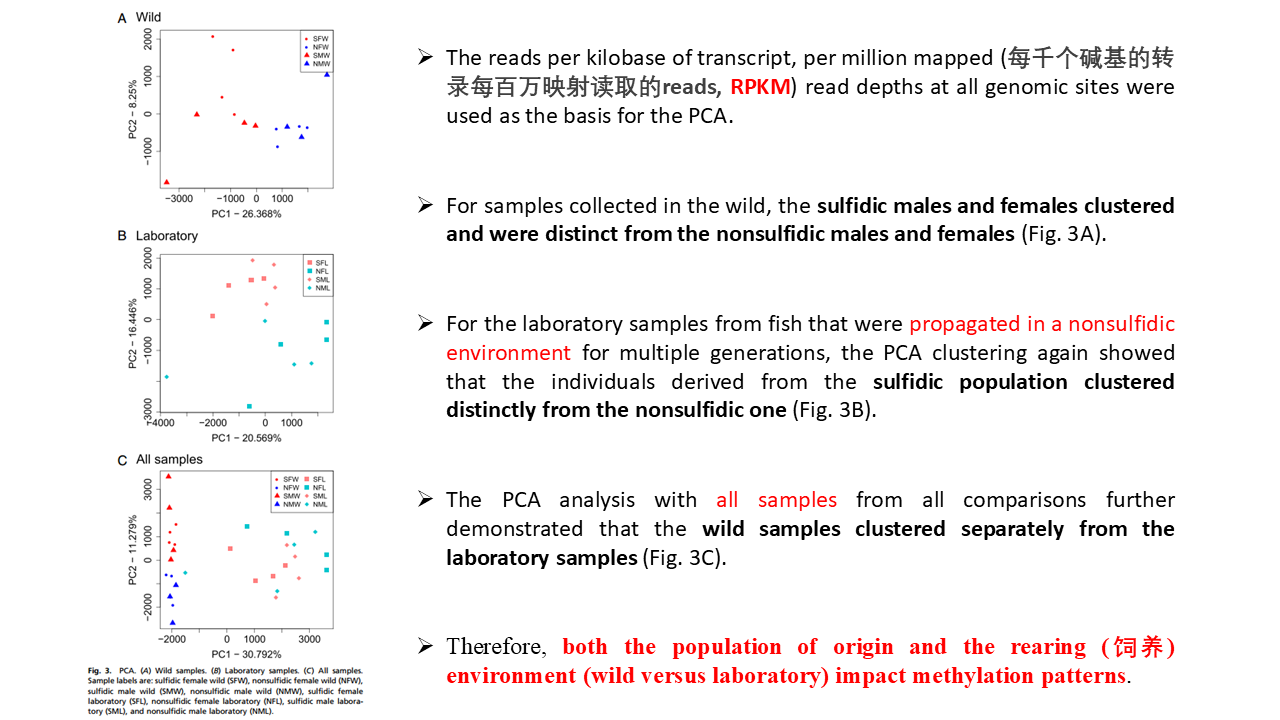 A Wild
2000
1000
0
−1000
PC2 − 8.25%
SFW
NFW
SMW
NMW
−3000 −1000 0 1000
PC1 − 26.368%
B Laboratory
2000
1000
0
−1000
−3000
PC2 − 16.446%
SFL
NFL
SML
NML
−4000 −2000 0 1000
PC1 − 20.569%
C All samples
3000
1000
0
−2000
PC2 − 11.279%
SFW SFL
NFW NFL
SMW SML
NMW NML
−2000 0 1000 3000
PC1 − 30.792%
Fig. 3. PCA. (A) Wild samples. (B) Laboratory samples. (C) All samples.
Sample labels are: sulfidic female wild (SFW), nonsulfidic female wild (NFW),
sulfidic male wild (SMW), nonsulfidic male wild (NMW), sulfidic female
laboratory (SFL), nonsulfidic female laboratory (NFL), sulfidic male labora-
tory (SML), and nonsulfidic male laboratory (NML).
➢ The reads per kilobase of transcript, per million mapped (每千个碱基的转
录每百万映射读取的reads, RPKM) read depths at all genomic sites were
used as the basis for the PCA.
➢ For samples collected in the wild, the sulfidic males and females clustered
and were distinct from the nonsulfidic males and females (Fig. 3A).
➢ For the laboratory samples from fish that were propagated in a nonsulfidic
environment for multiple generations, the PCA clustering again showed
that the individuals derived from the sulfidic population clustered
distinctly from the nonsulfidic one (Fig. 3B).
➢ The PCA analysis with all samples from all comparisons further
demonstrated that the wild samples clustered separately from the
laboratory samples (Fig. 3C).
➢ Therefore, both the population of origin and the rearing (饲养)
environment (wild versus laboratory) impact methylation patterns.